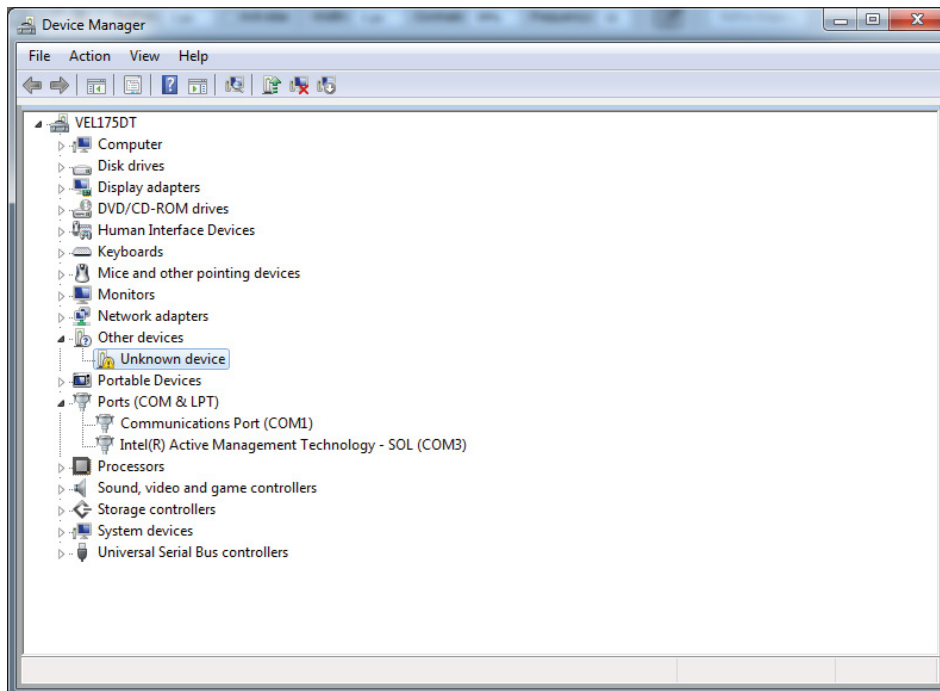 Device Manager
File Action View Help
VEL175DT
Computer
Disk drives
Display adapters
DVD/CD-ROM drives
Human Interface Devices
Keyboards
Mice and other pointing devices
Monitors
Network adapters
Other devices
Unknown device
Portable Devices
Ports (COM & LPT)
Communications Port (COM1)
Intel(R) Active Management Technology - SOL (COM3)
Processors
Sound, video and game controllers
Storage controllers
System devices
Universal Serial Bus controllers